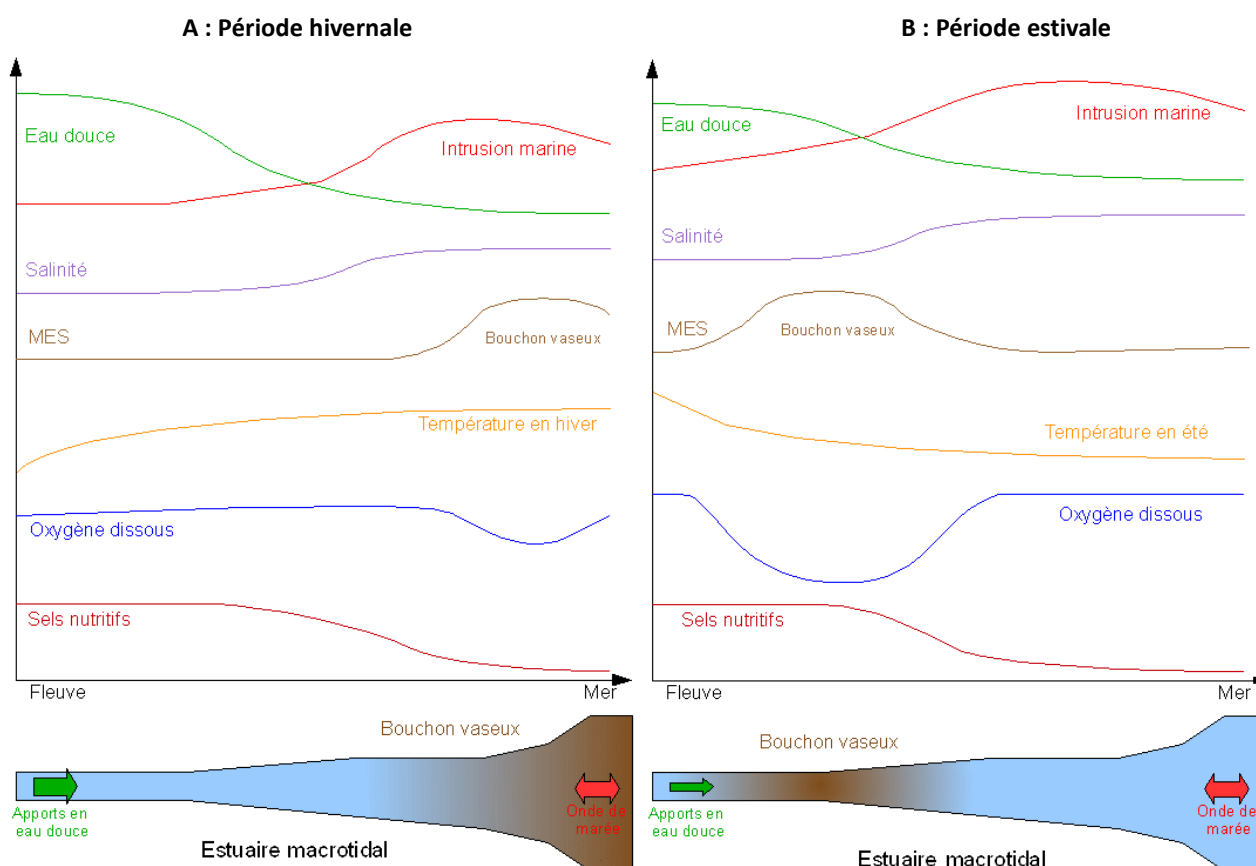 A : Période hivernale
Eau douce
Intrusion marine
Salinité
MES
Bouchon vaseux
Température en hiver
Oxygène dissous
Sels nutritifs
Fleuve
Mer
Bouchon vaseux
Apports en
eau douce
Onde de
marée
Estuaire macrotidal
B : Période estivale
Eau douce
Intrusion marine
Salinité
MES
Bouchon vaseux
Température en été
Oxygène dissous
Sels nutritifs
Fleuve
Mer
Bouchon vaseux
Apports en
eau douce
Onde de
marée
Estuaire macrotidal